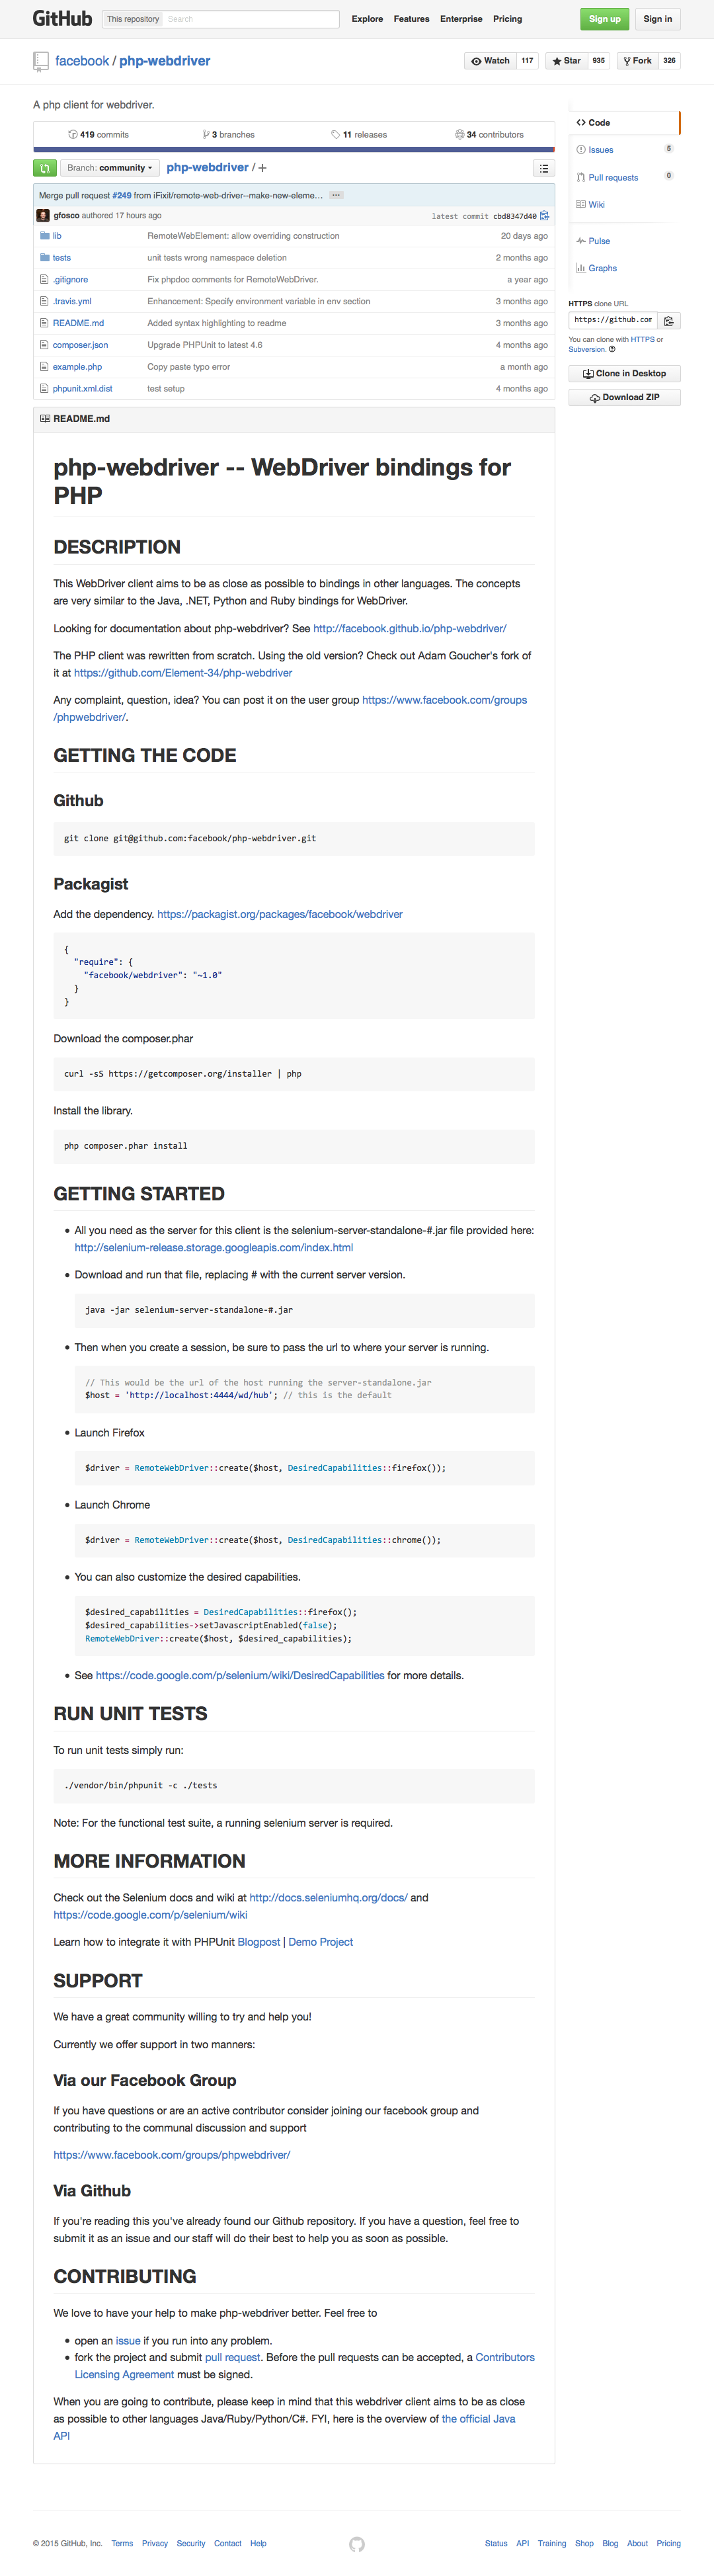 GitHub This repository Search Explore Features Enterprise Pricing Sign up Sign in
facebook / php-webdriver Watch 117 Star 935 Fork 326
A php client for webdriver.
419 commits 3 branches 11 releases 34 contributors
Branch: community php-webdriver / +
Merge pull request #249 from iFixit/remote-web-driver--make-new-eleme…
gfosco authored 17 hours ago latest commit cbd8347d40
lib RemoteWebElement: allow overriding construction 20 days ago
tests unit tests wrong namespace deletion 2 months ago
.gitignore Fix phpdoc comments for RemoteWebDriver. a year ago
.travis.yml Enhancement: Specify environment variable in env section 3 months ago
README.md Added syntax highlighting to readme 3 months ago
composer.json Upgrade PHPUnit to latest 4.6 4 months ago
example.php Copy paste typo error a month ago
phpunit.xml.dist test setup 4 months ago
Code
Issues 5
Pull requests 0
Wiki
Pulse
Graphs
HTTPS clone URL
https://github.com
You can clone with HTTPS or
Subversion.
Clone in Desktop
Download ZIP
README.md
php-webdriver -- WebDriver bindings for
PHP
DESCRIPTION
This WebDriver client aims to be as close as possible to bindings in other languages. The concepts
are very similar to the Java, .NET, Python and Ruby bindings for WebDriver.
Looking for documentation about php-webdriver? See http://facebook.github.io/php-webdriver/
The PHP client was rewritten from scratch. Using the old version? Check out Adam Goucher's fork of
it at https://github.com/Element-34/php-webdriver
Any complaint, question, idea? You can post it on the user group https://www.facebook.com/groups
/phpwebdriver/.
GETTING THE CODE
Github
git clone git@github.com:facebook/php-webdriver.git
Packagist
Add the dependency. https://packagist.org/packages/facebook/webdriver
{
"require": {
"facebook/webdriver": "~1.0"
}
}
Download the composer.phar
curl -sS https://getcomposer.org/installer | php
Install the library.
php composer.phar install
GETTING STARTED
• All you need as the server for this client is the selenium-server-standalone-#.jar file provided here:
http://selenium-release.storage.googleapis.com/index.html
• Download and run that file, replacing # with the current server version.
java -jar selenium-server-standalone-#.jar
• Then when you create a session, be sure to pass the url to where your server is running.
// This would be the url of the host running the server-standalone.jar
$host = 'http://localhost:4444/wd/hub'; // this is the default
• Launch Firefox
$driver = RemoteWebDriver::create($host, DesiredCapabilities::firefox());
• Launch Chrome
$driver = RemoteWebDriver::create($host, DesiredCapabilities::chrome());
• You can also customize the desired capabilities.
$desired_capabilities = DesiredCapabilities::firefox();
$desired_capabilities->setJavascriptEnabled(false);
RemoteWebDriver::create($host, $desired_capabilities);
• See https://code.google.com/p/selenium/wiki/DesiredCapabilities for more details.
RUN UNIT TESTS
To run unit tests simply run:
./vendor/bin/phpunit -c ./tests
Note: For the functional test suite, a running selenium server is required.
MORE INFORMATION
Check out the Selenium docs and wiki at http://docs.seleniumhq.org/docs/ and
https://code.google.com/p/selenium/wiki
Learn how to integrate it with PHPUnit Blogpost | Demo Project
SUPPORT
We have a great community willing to try and help you!
Currently we offer support in two manners:
Via our Facebook Group
If you have questions or are an active contributor consider joining our facebook group and
contributing to the communal discussion and support
https://www.facebook.com/groups/phpwebdriver/
Via Github
If you're reading this you've already found our Github repository. If you have a question, feel free to
submit it as an issue and our staff will do their best to help you as soon as possible.
CONTRIBUTING
We love to have your help to make php-webdriver better. Feel free to
• open an issue if you run into any problem.
• fork the project and submit pull request. Before the pull requests can be accepted, a Contributors
Licensing Agreement must be signed.
When you are going to contribute, please keep in mind that this webdriver client aims to be as close
as possible to other languages Java/Ruby/Python/C#. FYI, here is the overview of the official Java
API
© 2015 GitHub, Inc. Terms Privacy Security Contact Help Status API Training Shop Blog About Pricing